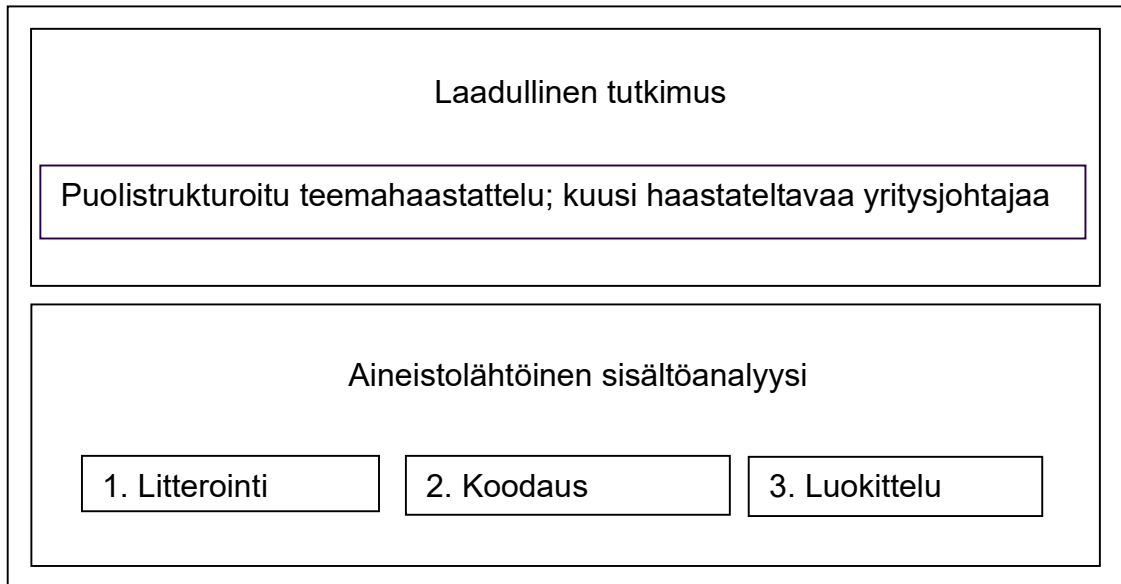 Laadullinen tutkimus
Puolistrukturoitu teemahaastattelu; kuusi haastateltavaa yritysjohtajaa
Aineistolähtöinen sisältöanalyysi
1. Litterointi
2. Koodaus
3. Luokittelu